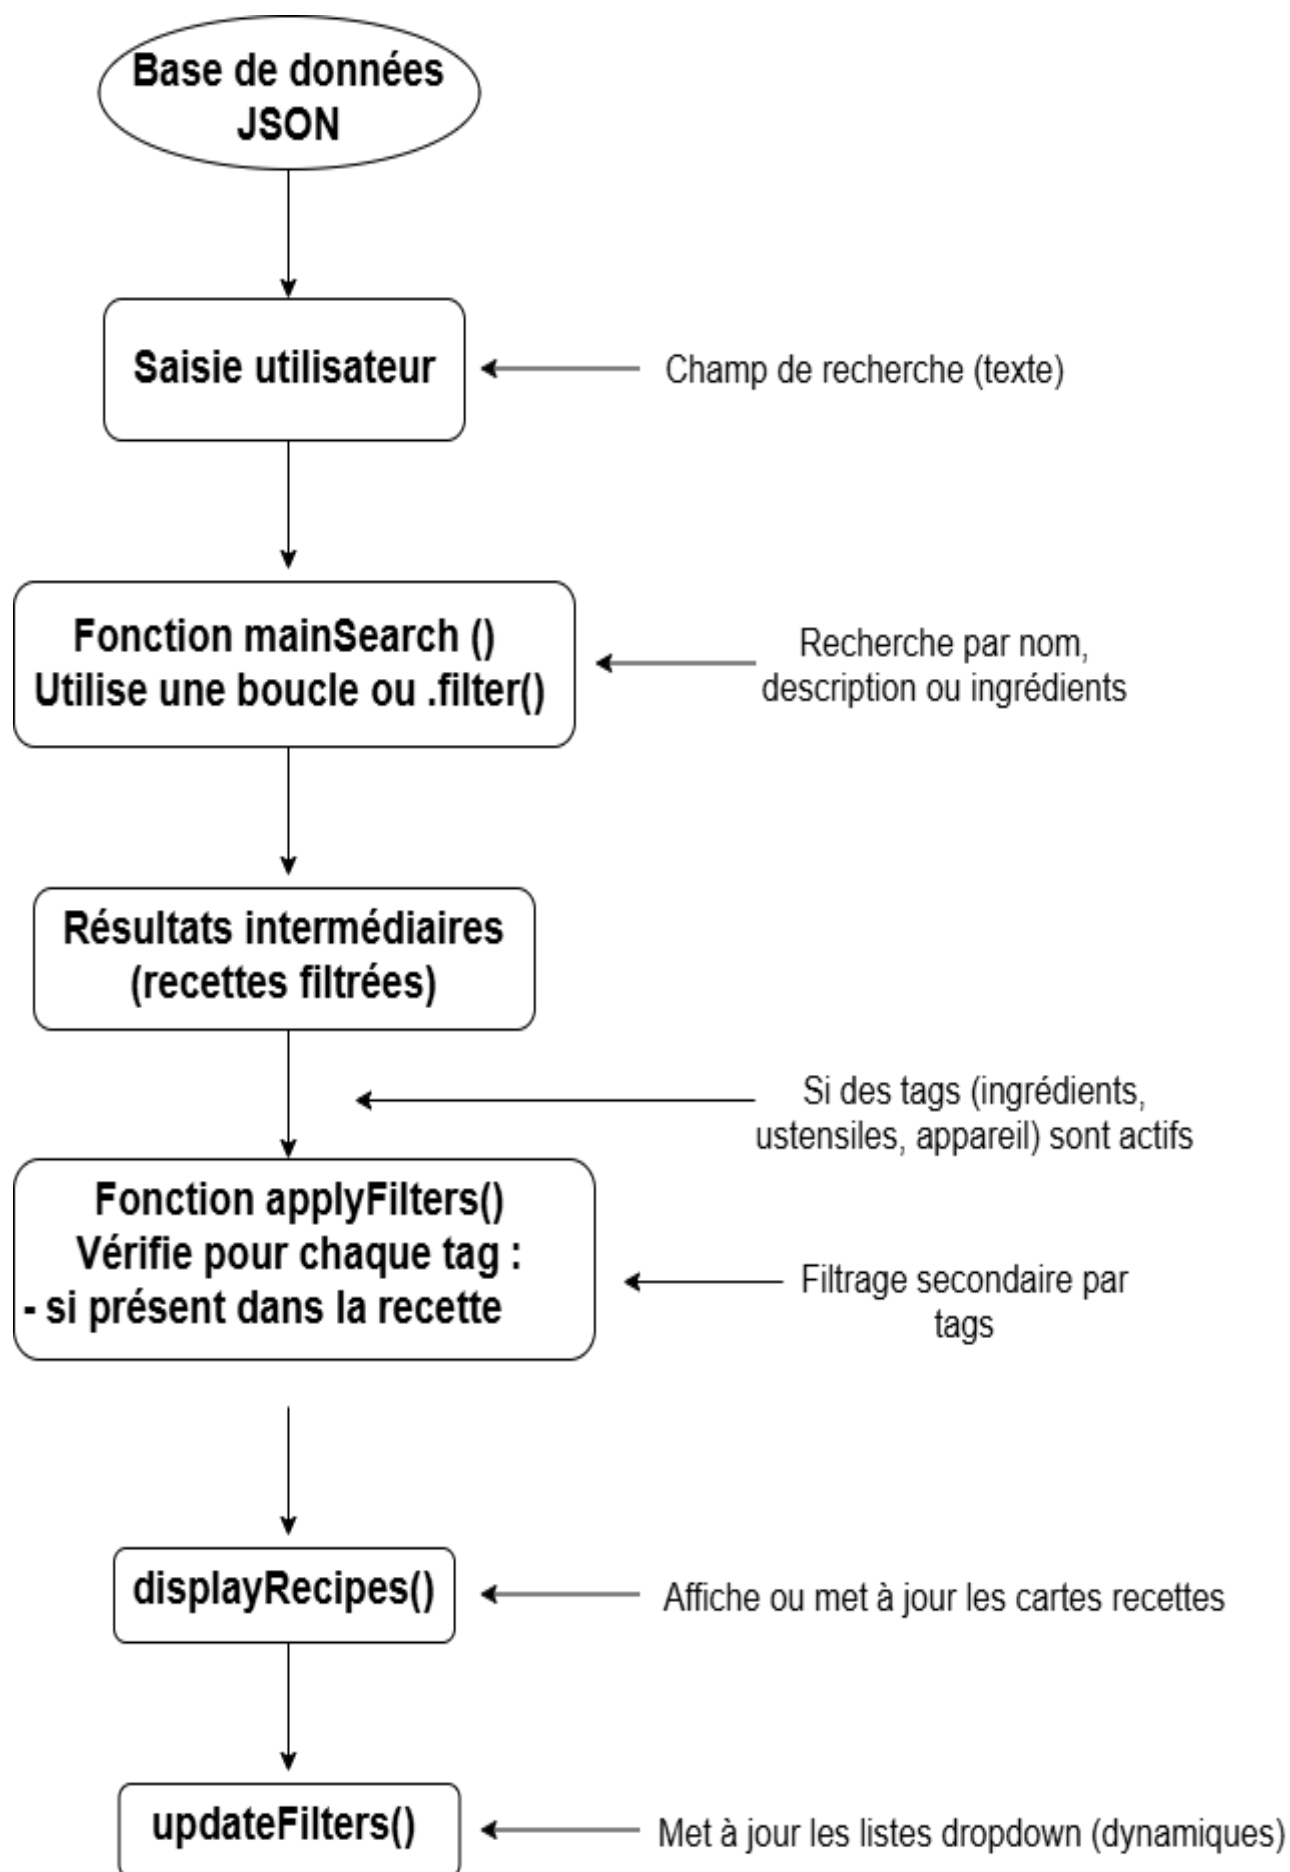 Base de données
JSON
Saisie utilisateur
Champ de recherche (texte)
Fonction mainSearch ()
Utilise une boucle ou .filter()
Recherche par nom,
description ou ingrédients
Résultats intermédiaires
(recettes filtrées)
Si des tags (ingrédients,
ustensiles, appareil) sont actifs
Fonction applyFilters()
Vérifie pour chaque tag :
- si présent dans la recette
Filtrage secondaire par
tags
displayRecipes()
Affiche ou met à jour les cartes recettes
updateFilters()
Met à jour les listes dropdown (dynamiques)